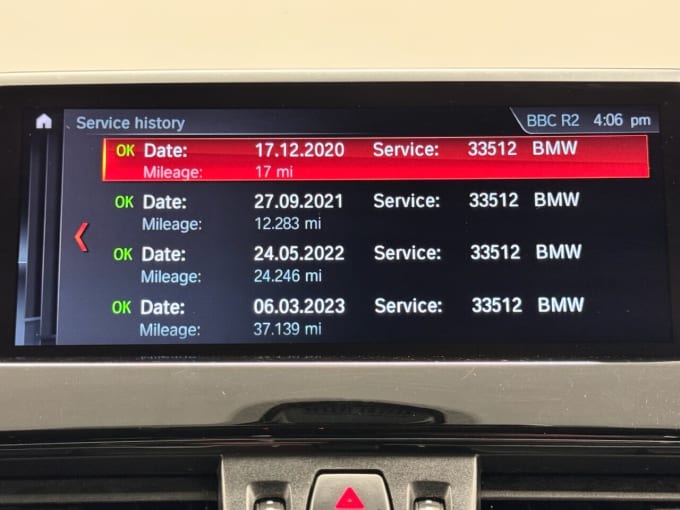 Service history BBC R2 4:06 pm
OK Date: 17.12.2020 Service: 33512 BMW
Mileage: 17 mi
OK Date: 27.09.2021 Service: 33512 BMW
Mileage: 12.283 mi
OK Date: 24.05.2022 Service: 33512 BMW
Mileage: 24.246 mi
OK Date: 06.03.2023 Service: 33512 BMW
Mileage: 37.139 mi